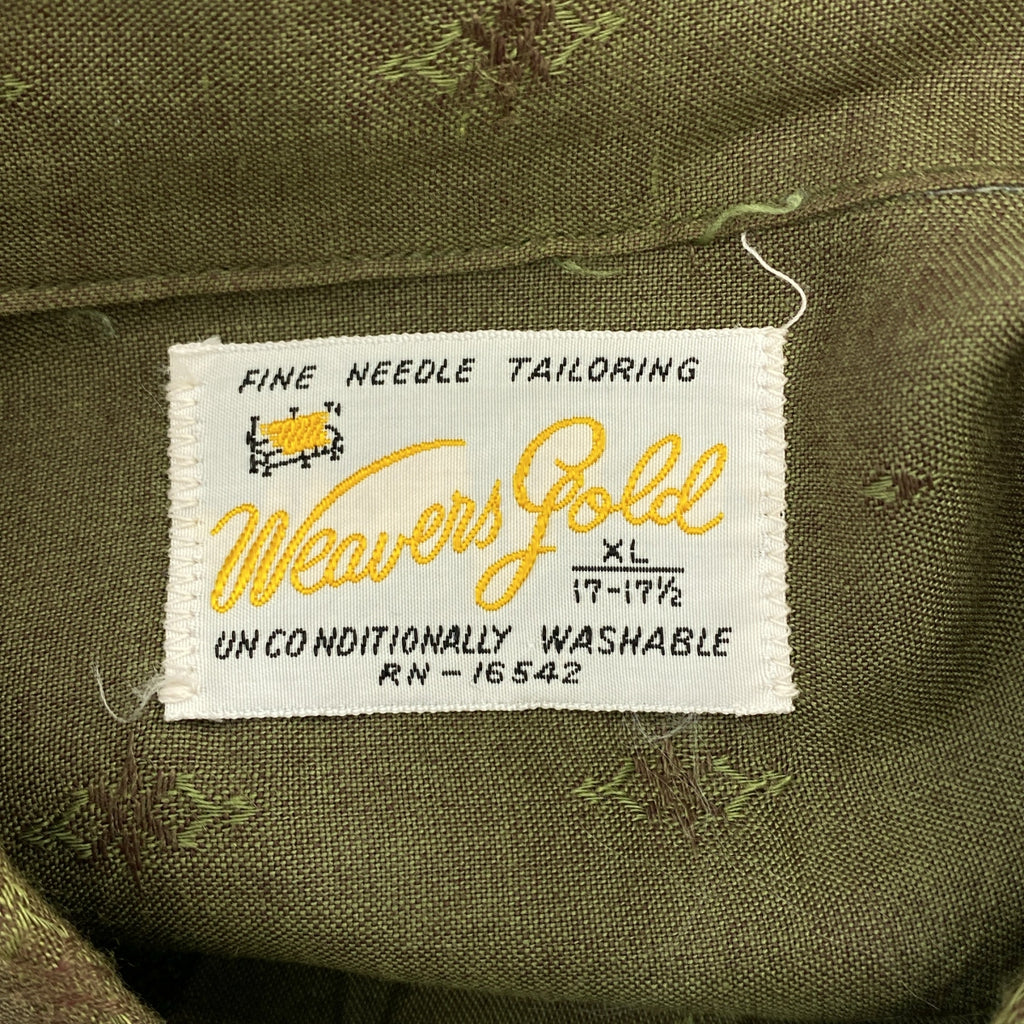 FINE NEEDLE TAILORING
Weavers Gold
XL
17-17½
UNCONDITIONALLY WASHABLE
RN-16542